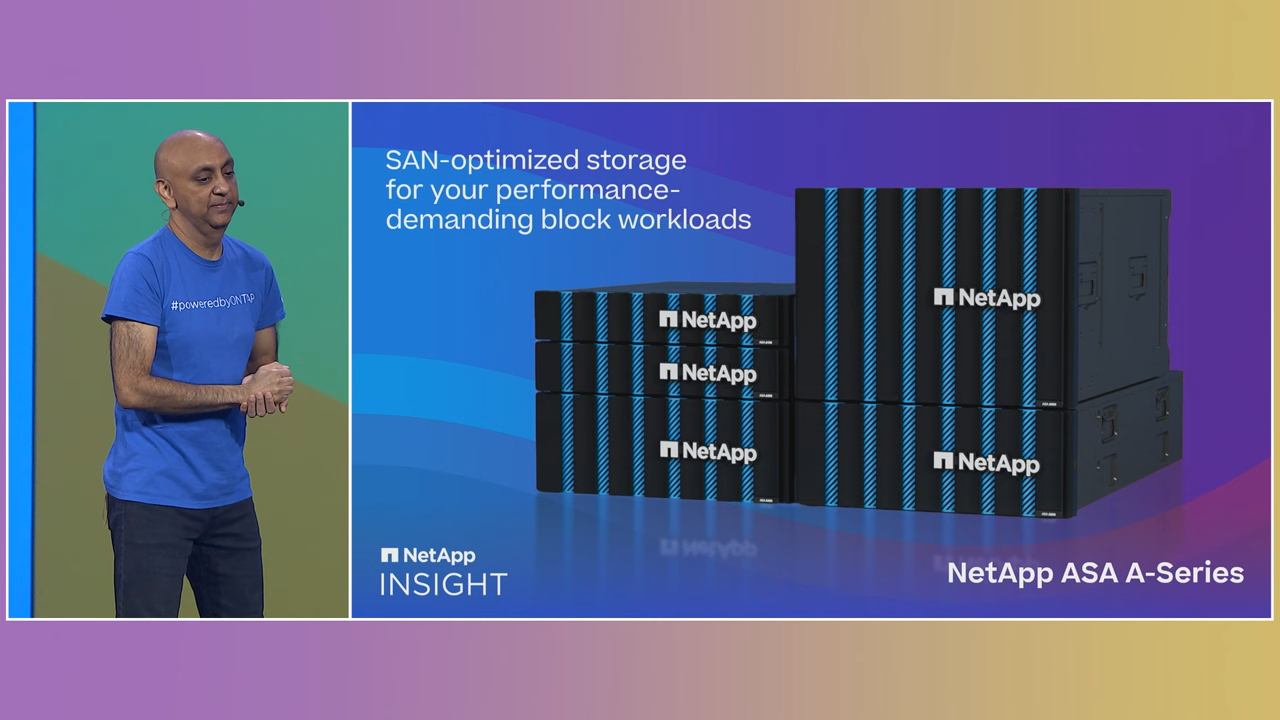 #poweredbyONTAP
SAN-optimized storage
for your performance-
demanding block workloads
NetApp
NetApp
NetApp
NetApp
NetApp
NetApp
INSIGHT
NetApp ASA A-Series